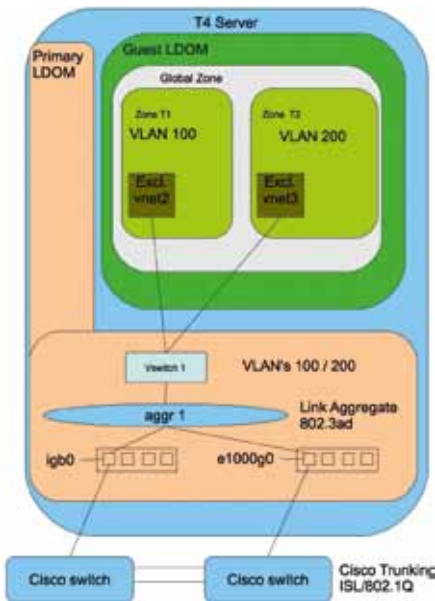 T4 Server
Guest LDOM
Primary
LDOM
Global Zone
Zone T1
VLAN 100
Zone T2
VLAN 200
Excl.
vnet2
Excl.
vnet3
Vswitch 1
VLAN's 100 / 200
aggr 1
Link Aggregate
802.3ad
igb0
e1000g0
Cisco switch
Cisco switch
Cisco Trunking
ISL/802.1Q